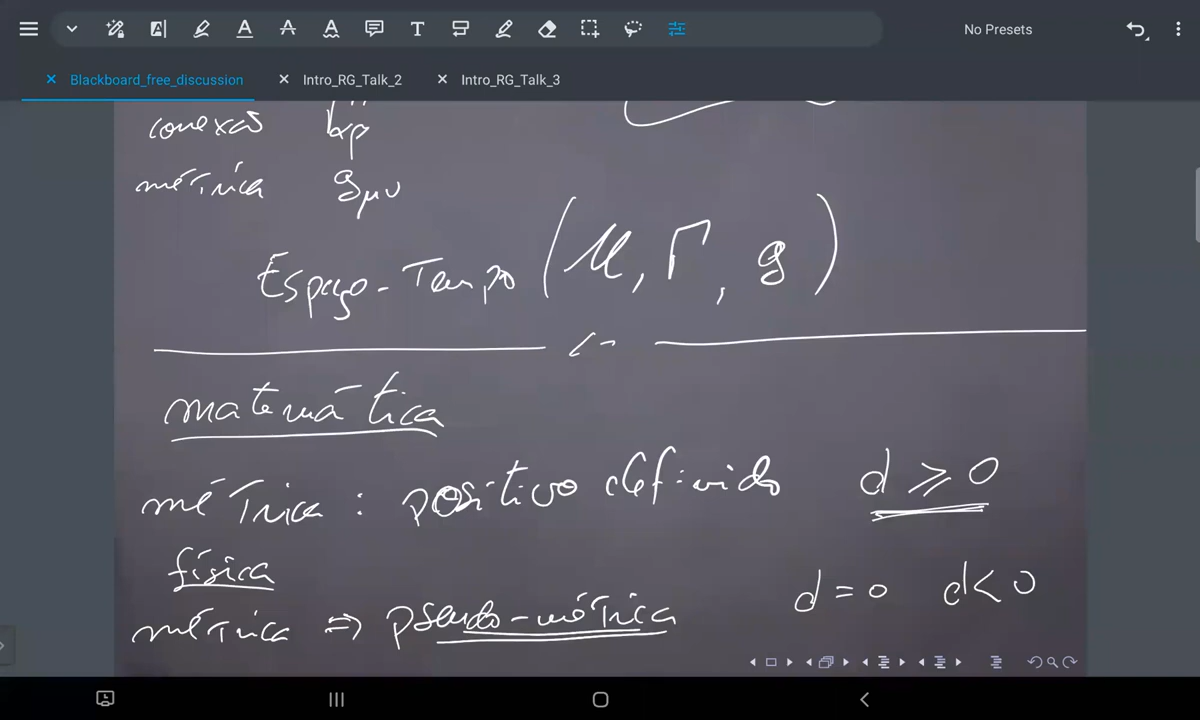 No Presets
Blackboard_free_discussion Intro_RG_Talk_2 Intro_RG_Talk_3
conexão
métrica gμν
Espaço-Tempo (M, Γ, g)
matemática
métrica : positivo definido d ⩾ 0
física
métrica ⇒ pseudo-métrica d = 0 d < 0